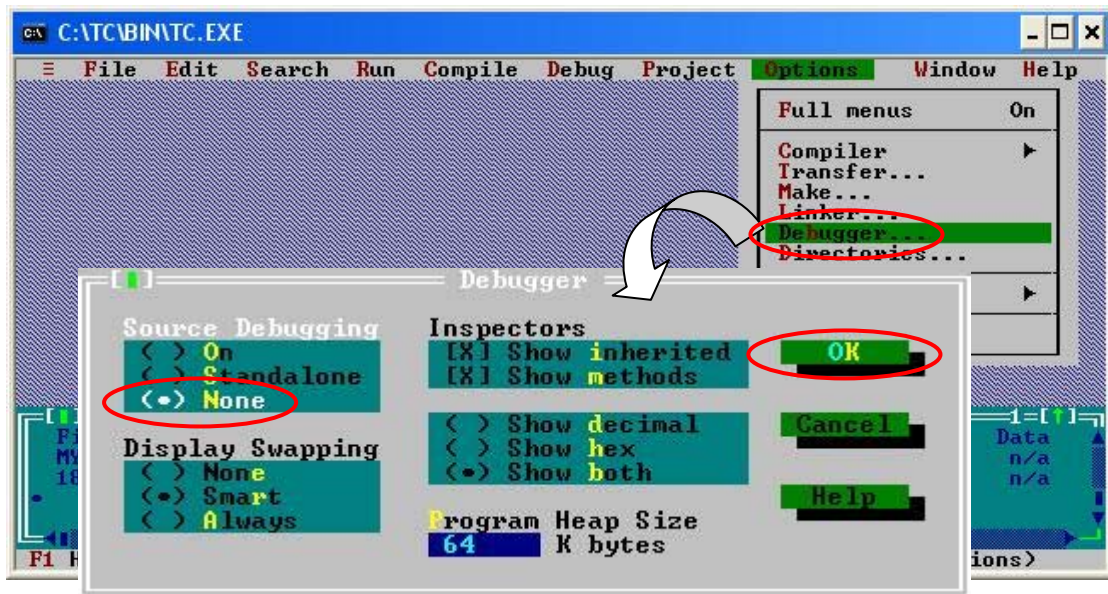 C:\TC\BIN\TC.EXE
≡ File Edit Search Run Compile Debug Project Options Window Help
Full menus On
Compiler
Transfer...
Make...
Linker...
Debugger...
Directories...
[■] Debugger
Source Debugging
( ) On
( ) Standalone
(•) None
Display Swapping
( ) None
(•) Smart
( ) Always
Inspectors
[X] Show inherited
[X] Show methods
( ) Show decimal
( ) Show hex
(•) Show both
Program Heap Size
64 K bytes
OK
Cancel
Help
1=[↑]
Data
n/a
n/a
18
F1